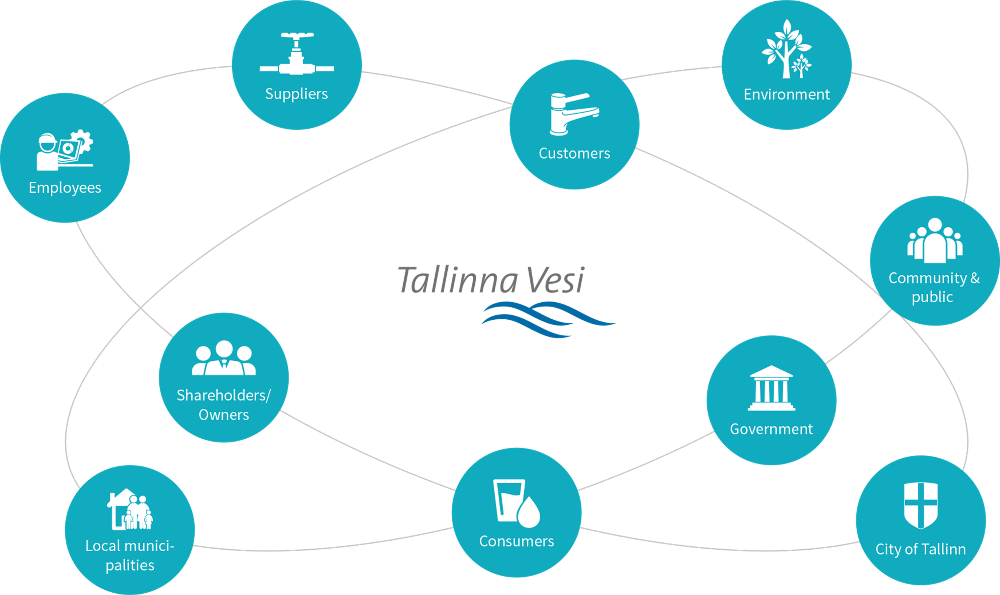 Suppliers
Environment
Customers
Employees
Community &
public
Tallinna Vesi
Shareholders/
Owners
Government
Local munici-
palities
Consumers
City of Tallinn